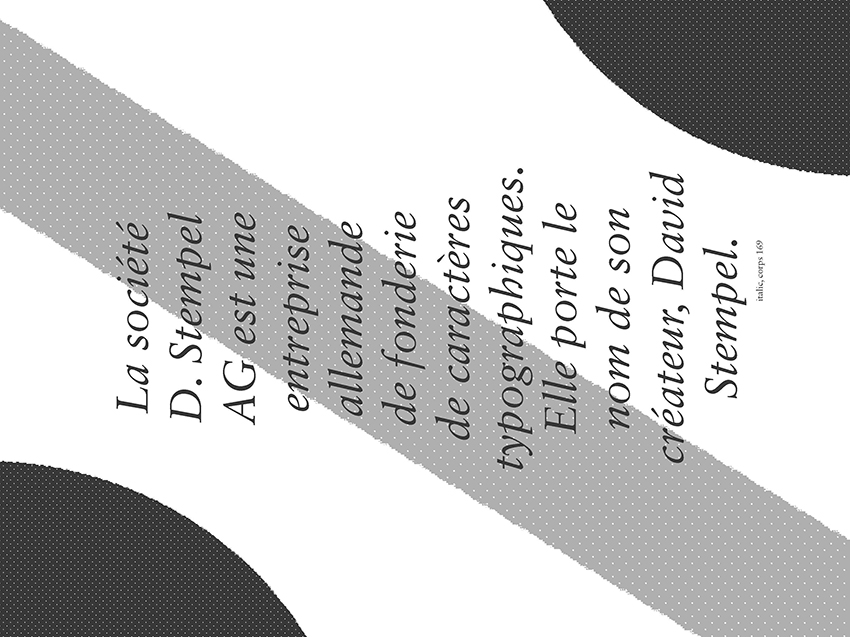 La société
D. Stempel
AG est une
entreprise
allemande
de fonderie
de caractères
typographiques.
Elle porte le
nom de son
créateur, David
Stempel.
italic, corps 169